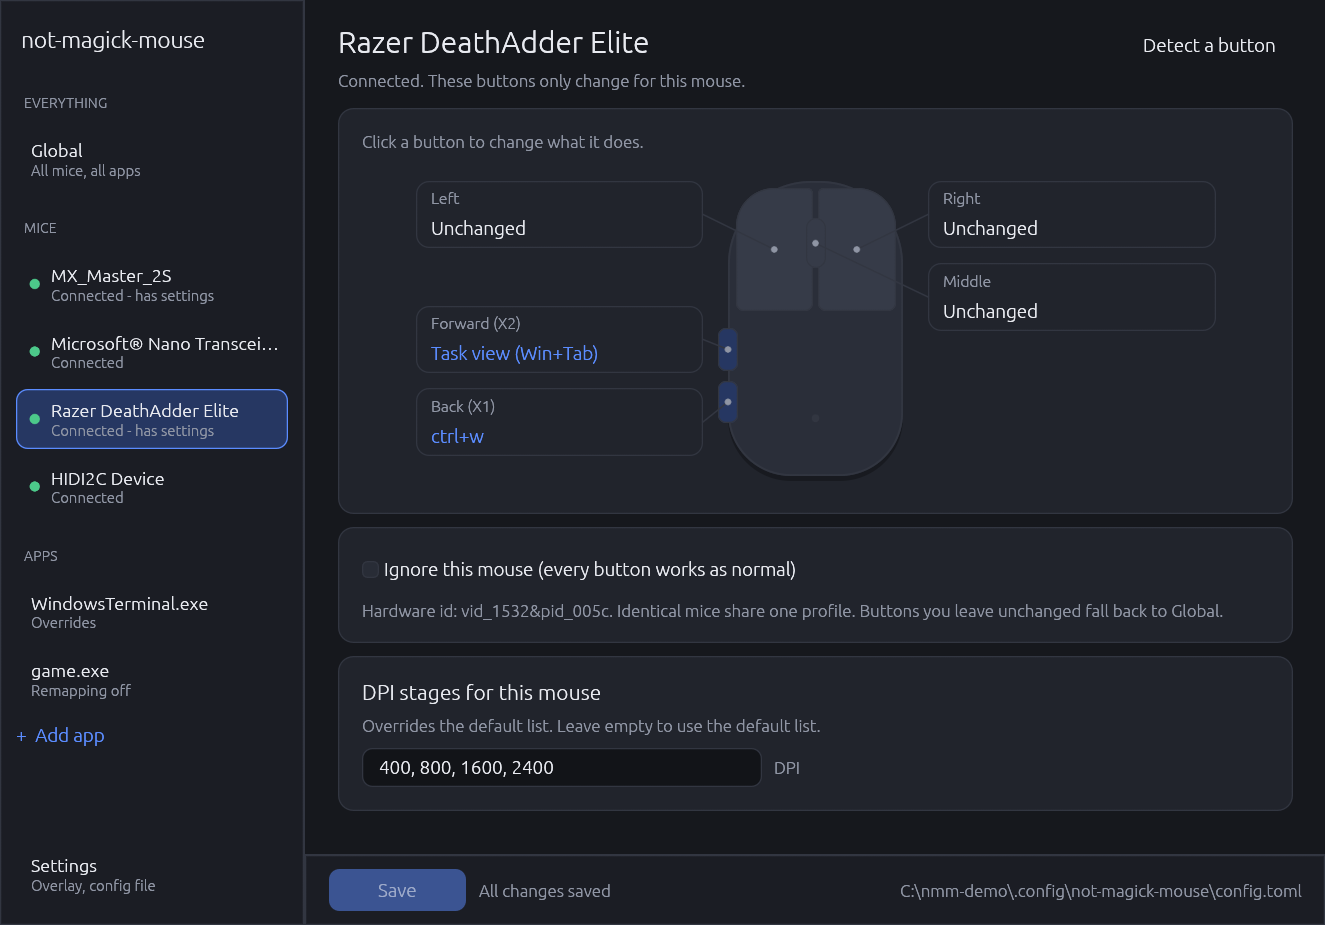 not-magick-mouse
EVERYTHING
Global
All mice, all apps
MICE
MX_Master_2S
Connected - has settings
Microsoft® Nano Transcei...
Connected
Razer DeathAdder Elite
Connected - has settings
HIDI2C Device
Connected
APPS
WindowsTerminal.exe
Overrides
game.exe
Remapping off
+ Add app
Settings
Overlay, config file
Razer DeathAdder Elite
Detect a button
Connected. These buttons only change for this mouse.
Click a button to change what it does.
Left
Unchanged
Right
Unchanged
Middle
Unchanged
Forward (X2)
Task view (Win+Tab)
Back (X1)
ctrl+w
Ignore this mouse (every button works as normal)
Hardware id: vid_1532&pid_005c. Identical mice share one profile. Buttons you leave unchanged fall back to Global.
DPI stages for this mouse
Overrides the default list. Leave empty to use the default list.
400, 800, 1600, 2400 DPI
Save
All changes saved
C:\nmm-demo\.config\not-magick-mouse\config.toml